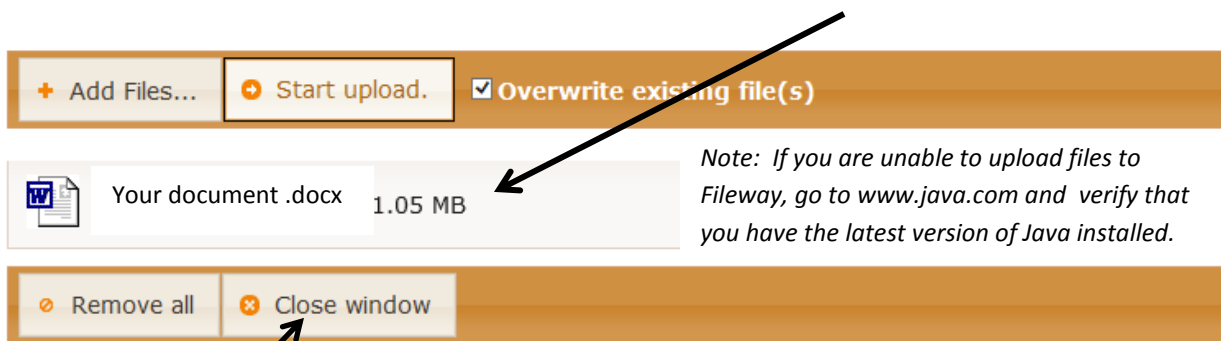 Add Files... Start upload. Overwrite existing file(s)
Your document .docx 1.05 MB
Note: If you are unable to upload files to
Fileway, go to www.java.com and verify that
you have the latest version of Java installed.
Remove all Close window